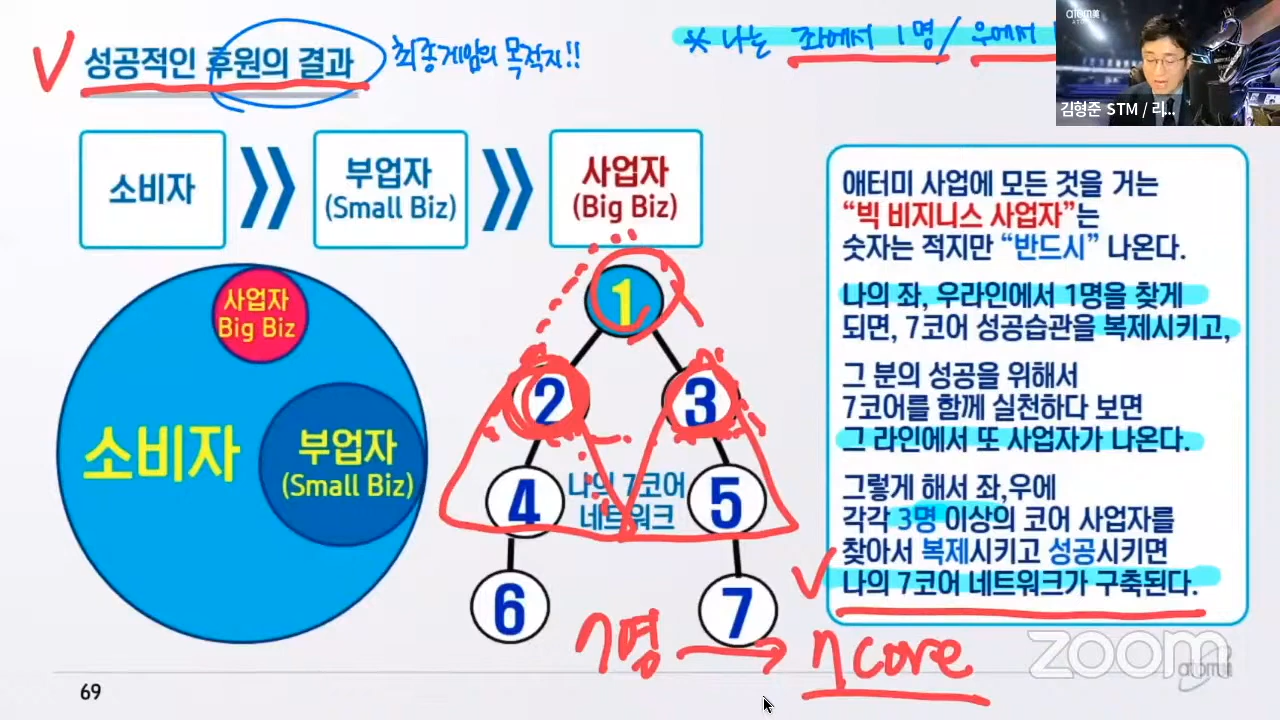 성공적인 후원의 결과
최종게임의 목적지!!
* 나는 좌에서 1명 / 우에서
atomy
김형준 STM / 리...
소비자
부업자
(Small Biz)
사업자
(Big Biz)
사업자
Big Biz
소비자
부업자
(Small Biz)
1
2
3
4
나의 7코어
네트워크
5
6
7
7명 → 7core
애터미 사업에 모든 것을 거는
“빅 비지니스 사업자”는
숫자는 적지만 “반드시” 나온다.
나의 좌, 우라인에서 1명을 찾게
되면, 7코어 성공습관을 복제시키고,
그 분의 성공을 위해서
7코어를 함께 실천하다 보면
그 라인에서 또 사업자가 나온다.
그렇게 해서 좌,우에
각각 3명 이상의 코어 사업자를
찾아서 복제시키고 성공시키면
나의 7코어 네트워크가 구축된다.
zoom
69